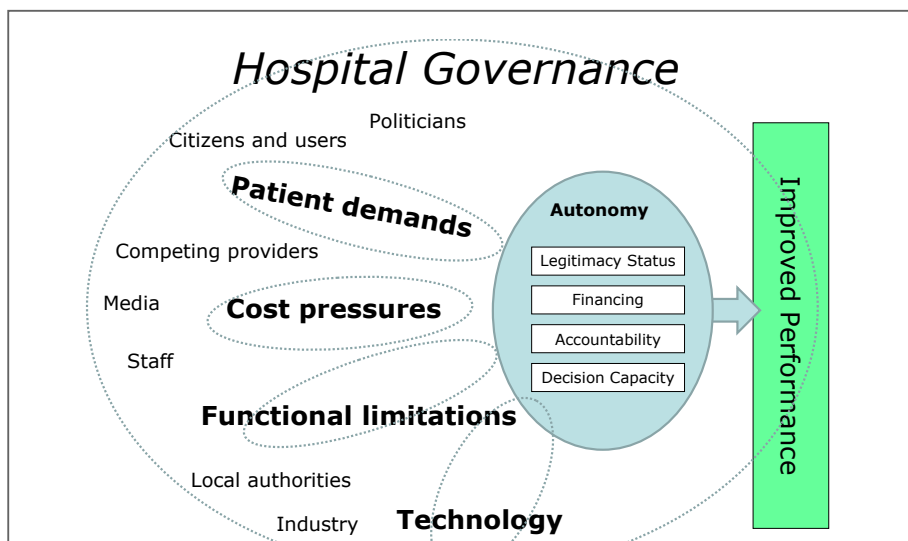 Hospital Governance
Politicians
Citizens and users
Patient demands
Autonomy
Competing providers
Legitimacy Status
Media
Cost pressures
Financing
Accountability
Staff
Decision Capacity
Functional limitations
Local authorities
Industry
Technology
Improved Performance